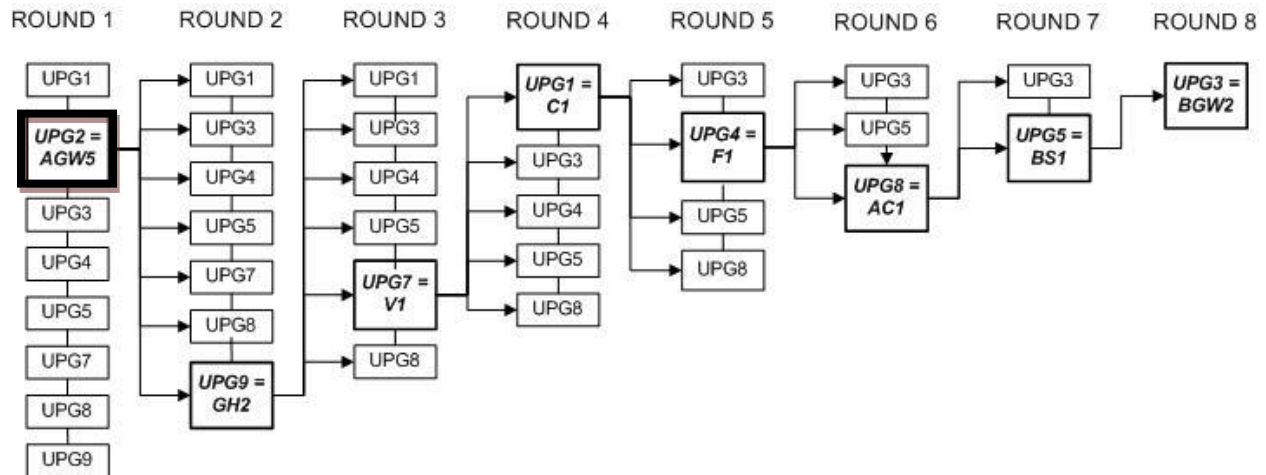 ROUND 1
ROUND 2
ROUND 3
ROUND 4
ROUND 5
ROUND 6
ROUND 7
ROUND 8
UPG1
UPG2 =
AGW5
UPG3
UPG4
UPG5
UPG7
UPG8
UPG9
UPG1
UPG3
UPG4
UPG5
UPG7
UPG8
UPG9 =
GH2
UPG1
UPG3
UPG4
UPG5
UPG7 =
V1
UPG8
UPG1 =
C1
UPG3
UPG4
UPG5
UPG8
UPG3
UPG4 =
F1
UPG5
UPG8
UPG3
UPG5
UPG8 =
AC1
UPG3
UPG5 =
BS1
UPG3 =
BGW2